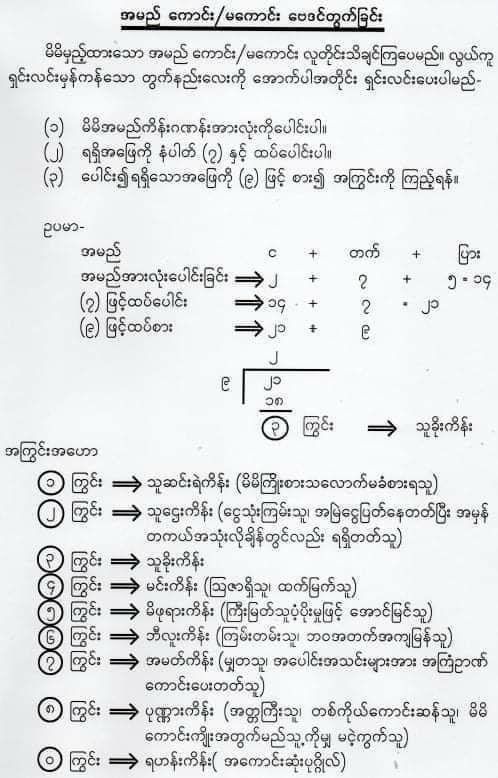 အမည် ကောင်း/မကောင်း ဗေဒင်တွက်ခြင်း
မိမိမှည့်ထားသော အမည် ကောင်း/မကောင်း လူတိုင်းသိချင်ကြပေမည်။ လွယ်ကူ
ရှင်းလင်းမှန်ကန်သော တွက်နည်းလေးကို အောက်ပါအတိုင်း ရှင်းလင်းပေးပါမည်-
(၁) မိမိအမည်ကိန်းဂဏန်းအားလုံးကိုပေါင်းပါ။
(၂) ရရှိအဖြေကို နံပါတ် (၇) နှင့် ထပ်ပေါင်းပါ။
(၃) ပေါင်း၍ရရှိသောအဖြေကို (၉) ဖြင့် စား၍ အကြွင်းကို ကြည့်ရန်။
ဥပမာ-
အမည် င + တက် + ပြား
အမည်အားလုံးပေါင်းခြင်း ⟹ ၂ + ၇ + ၅ = ၁၄
(၇) ဖြင့်ထပ်ပေါင်း ⟹ ၁၄ + ၇ = ၂၁
(၉) ဖြင့်ထပ်စား ⟹ ၂၁ ÷ ၉
၂
၉ ၂၁
၁၈
၃ ကြွင်း ⟹ သူခိုးကိန်း
အကြွင်းအဟော
၁ ကြွင်း ⟹ သူဆင်းရဲကိန်း (မိမိကြိုးစားသလောက်မခံစားရသူ)
၂ ကြွင်း ⟹ သူဌေးကိန်း (ငွေသုံးကြမ်းသူ၊ အမြဲငွေပြတ်နေတတ်ပြီး အမှန်
တကယ်အသုံးလိုချိန်တွင်လည်း ရရှိတတ်သူ)
၃ ကြွင်း ⟹ သူခိုးကိန်း
၄ ကြွင်း ⟹ မင်းကိန်း (ဩဇာရှိသူ၊ ထက်မြက်သူ)
၅ ကြွင်း ⟹ မိဖုရားကိန်း (ကြီးမြတ်သူပံ့ပိုးမှုဖြင့် အောင်မြင်သူ)
၆ ကြွင်း ⟹ ဘီလူးကိန်း (ကြမ်းတမ်းသူ၊ ဘဝအတက်အကျမြန်သူ)
၇ ကြွင်း ⟹ အမတ်ကိန်း (မျှတသူ၊ အပေါင်းအသင်းများအား အကြံဉာဏ်
ကောင်းပေးတတ်သူ)
၈ ကြွင်း ⟹ ပုဏ္ဏားကိန်း (အတ္တကြီးသူ၊ တစ်ကိုယ်ကောင်းဆန်သူ၊ မိမိ
ကောင်းကျိုးအတွက်မည်သူ့ကိုမျှ မငဲ့ကွက်သူ)
၀ ကြွင်း ⟹ ရဟန်းကိန်း( အကောင်းဆုံးပုဂ္ဂိုလ်)